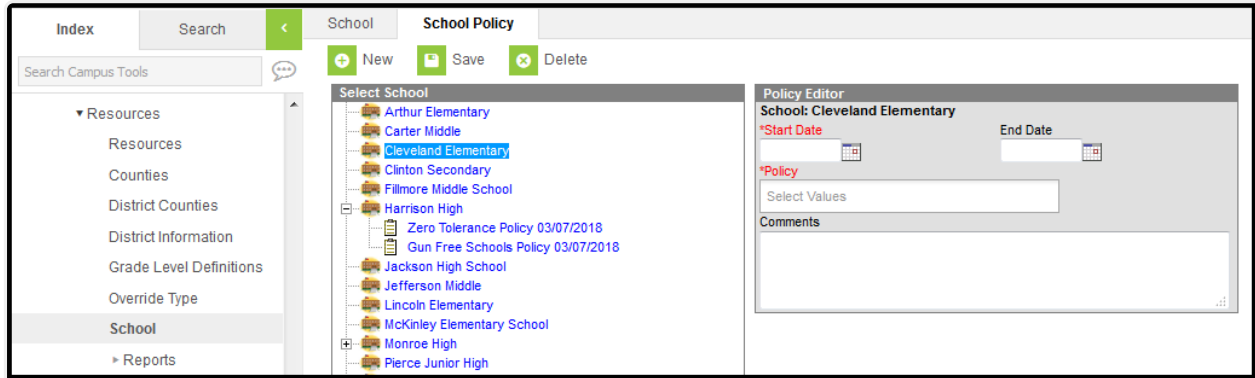 Index
Search
School
School Policy
New
Save
Delete
Search Campus Tools
Resources
Resources
Counties
District Counties
District Information
Grade Level Definitions
Override Type
School
Reports
Select School
Arthur Elementary
Carter Middle
Cleveland Elementary
Clinton Secondary
Fillmore Middle School
Harrison High
Zero Tolerance Policy 03/07/2018
Gun Free Schools Policy 03/07/2018
Jackson High School
Jefferson Middle
Lincoln Elementary
McKinley Elementary School
Monroe High
Pierce Junior High
Policy Editor
School: Cleveland Elementary
*Start Date
End Date
*Policy
Select Values
Comments